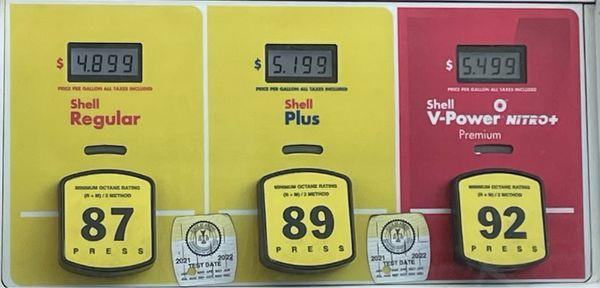 $ 4.899
PRICE PER GALLON ALL TAXES INCLUDED
Shell
Regular
MINIMUM OCTANE RATING
(R + M) / 2 METHOD
87
PRESS
$ 5.199
PRICE PER GALLON ALL TAXES INCLUDED
Shell
Plus
MINIMUM OCTANE RATING
(R + M) / 2 METHOD
89
PRESS
$ 5.499
PRICE PER GALLON ALL TAXES INCLUDED
Shell
V-Power NiTRO+
Premium
MINIMUM OCTANE RATING
(R + M) / 2 METHOD
92
PRESS
2021 2022
TEST DATE
2021 2022
TEST DATE